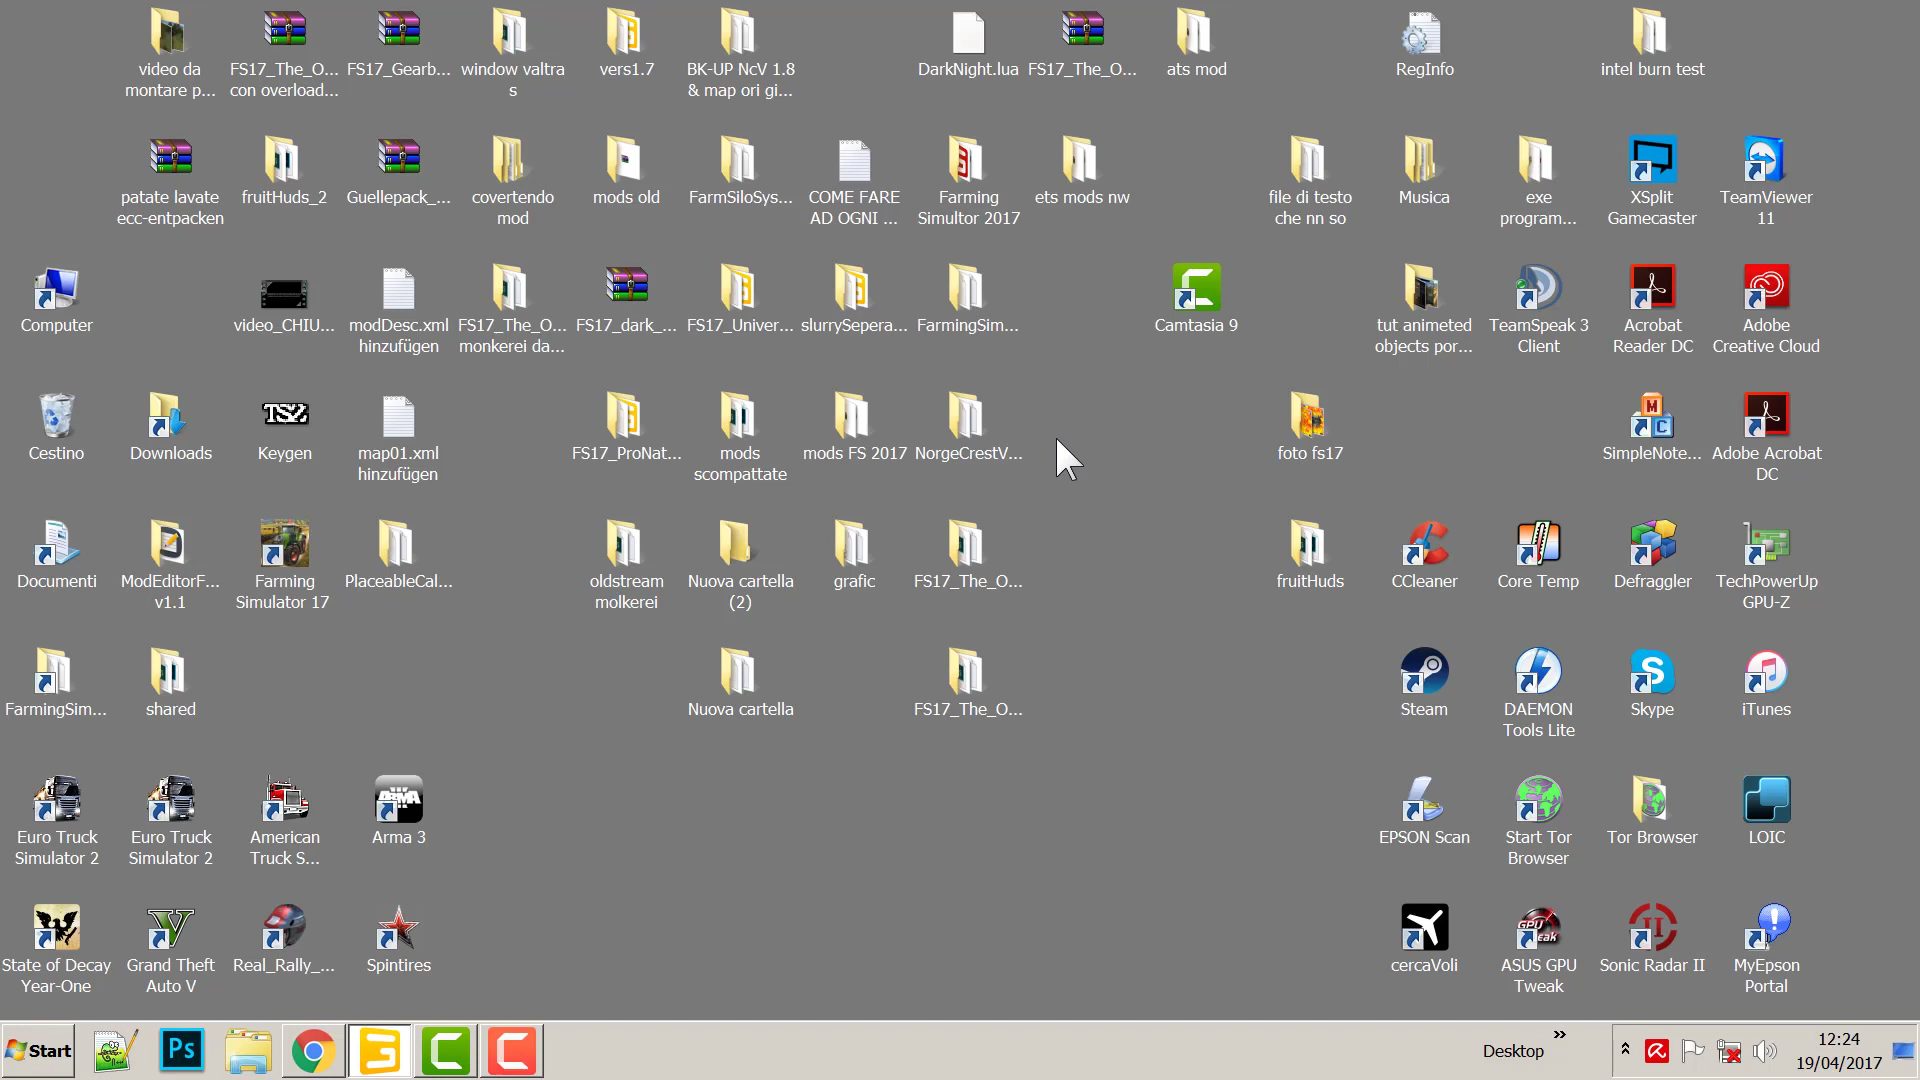 video da
montare p...
FS17_The_O...
con overload...
FS17_Gearb...
window valtra
s
vers1.7
BK-UP NcV 1.8
& map ori gi...
DarkNight.lua
FS17_The_O...
ats mod
RegInfo
intel burn test
patate lavate
ecc-entpacken
fruitHuds_2
Guellepack_...
covertendo
mod
mods old
FarmSiloSys...
COME FARE
AD OGNI ...
Farming
Simultor 2017
ets mods nw
file di testo
che nn so
Musica
exe
program...
XSplit
Gamecaster
TeamViewer
11
Computer
video_CHIU...
modDesc.xml
hinzufügen
FS17_The_O...
monkerei da...
FS17_dark_...
FS17_Univer...
slurrySepera...
FarmingSim...
Camtasia 9
tut animeted
objects por...
TeamSpeak 3
Client
Acrobat
Reader DC
Adobe
Creative Cloud
Cestino
Downloads
TSZ
Keygen
map01.xml
hinzufügen
FS17_ProNat...
mods
scompattate
mods FS 2017
NorgeCrestV...
foto fs17
SimpleNote...
Adobe Acrobat
DC
Documenti
ModEditorF...
v1.1
Farming
Simulator 17
PlaceableCal...
oldstream
molkerei
Nuova cartella
(2)
grafic
FS17_The_O...
fruitHuds
CCleaner
Core Temp
Defraggler
TechPowerUp
GPU-Z
FarmingSim...
shared
Nuova cartella
FS17_The_O...
Steam
DAEMON
Tools Lite
Skype
iTunes
Euro Truck
Simulator 2
Euro Truck
Simulator 2
American
Truck S...
ARMA
Arma 3
EPSON Scan
Start Tor
Browser
Tor Browser
LOIC
State of Decay
Year-One
Grand Theft
Auto V
Real_Rally_...
Spintires
cercaVoli
ASUS GPU
Tweak
Sonic Radar II
MyEpson
Portal
Start
Ps
Desktop
12:24
19/04/2017